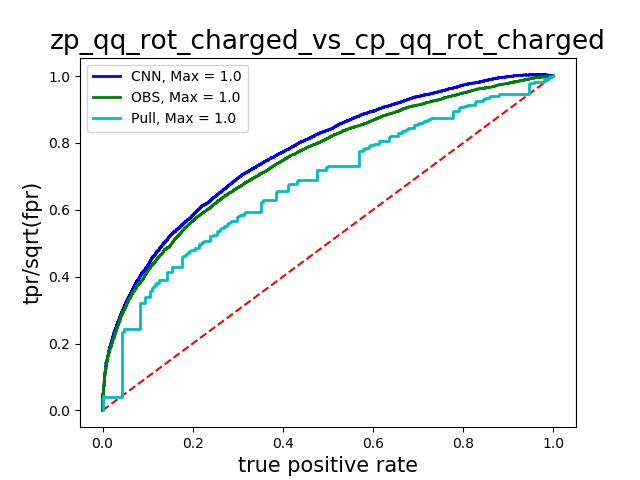 zp_qq_rot_charged_vs_cp_qq_rot_charged
CNN, Max = 1.0
OBS, Max = 1.0
Pull, Max = 1.0
tpr/sqrt(fpr)
1.0
0.8
0.6
0.4
0.2
0.0
0.0 0.2 0.4 0.6 0.8 1.0
true positive rate